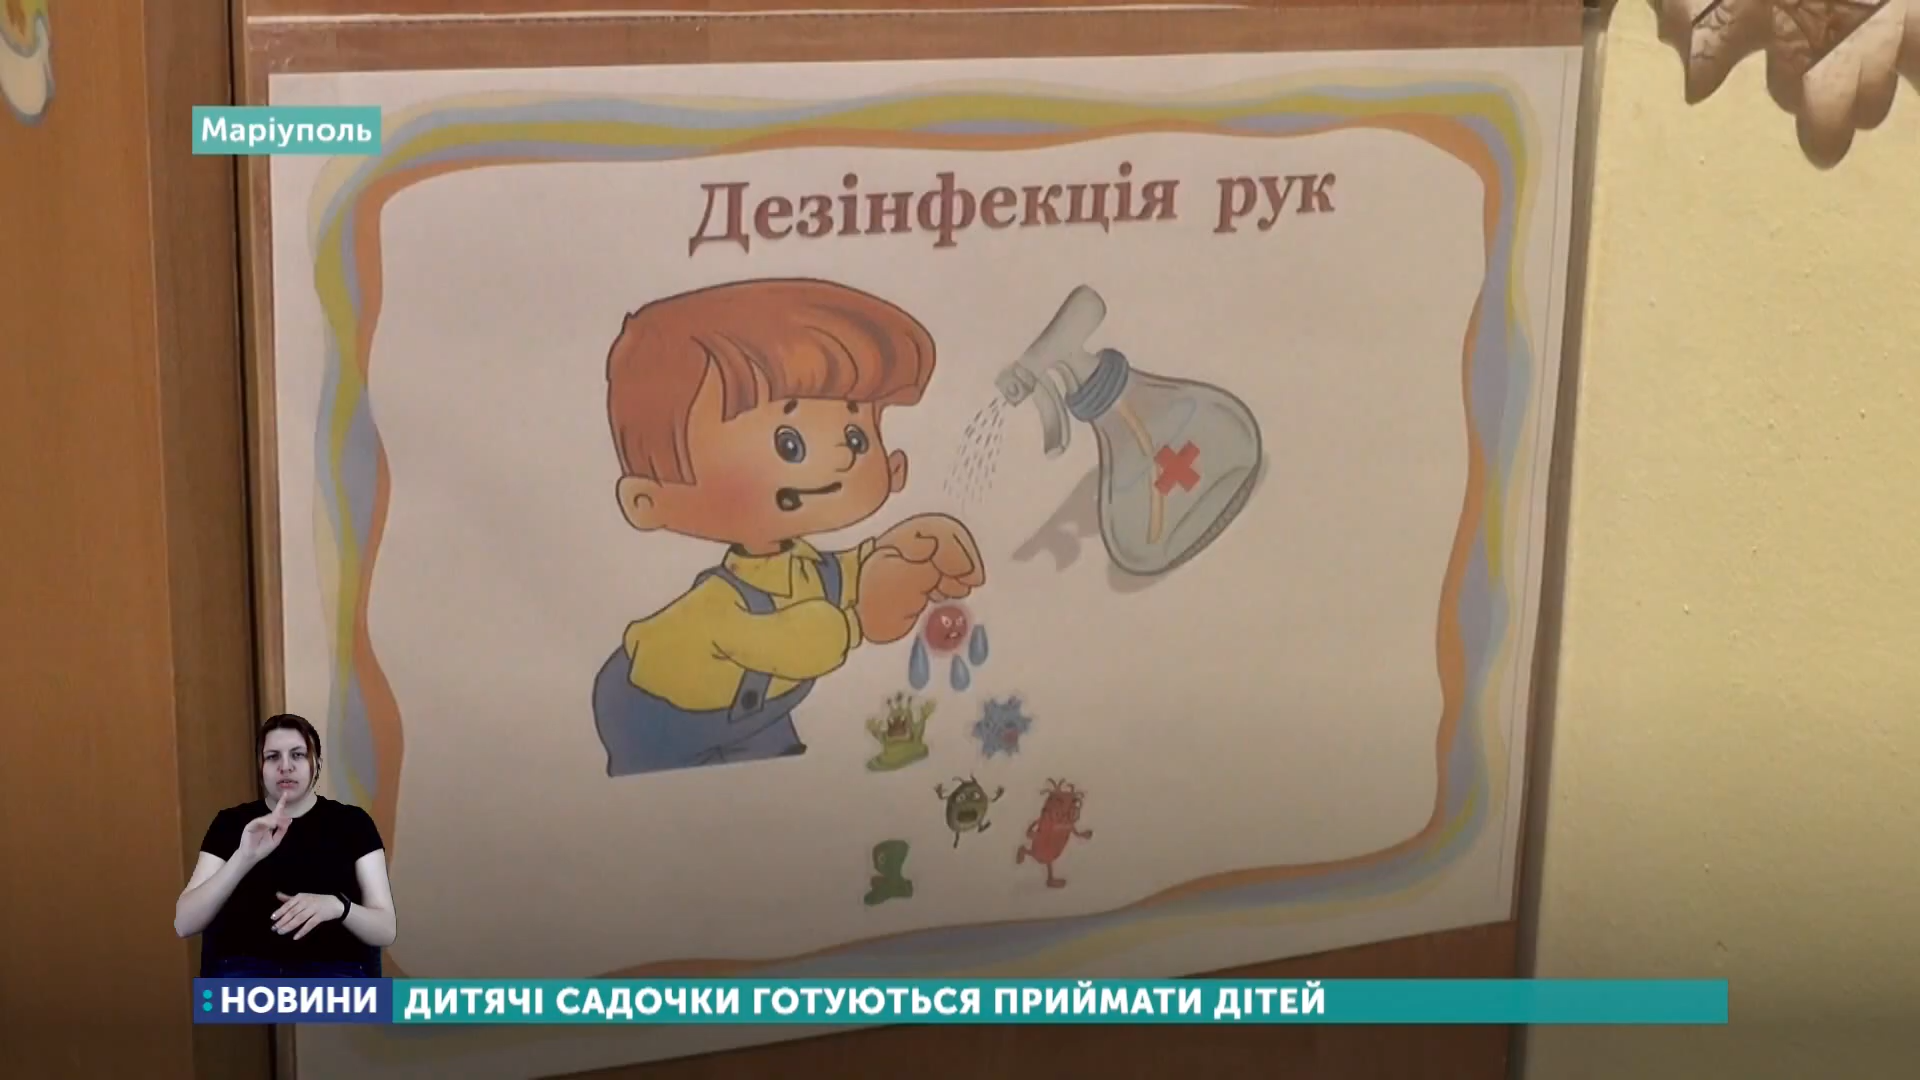 Маріуполь
Дезінфекція рук
:НОВИНИ
ДИТЯЧІ САДОЧКИ ГОТУЮТЬСЯ ПРИЙМАТИ ДІТЕЙ